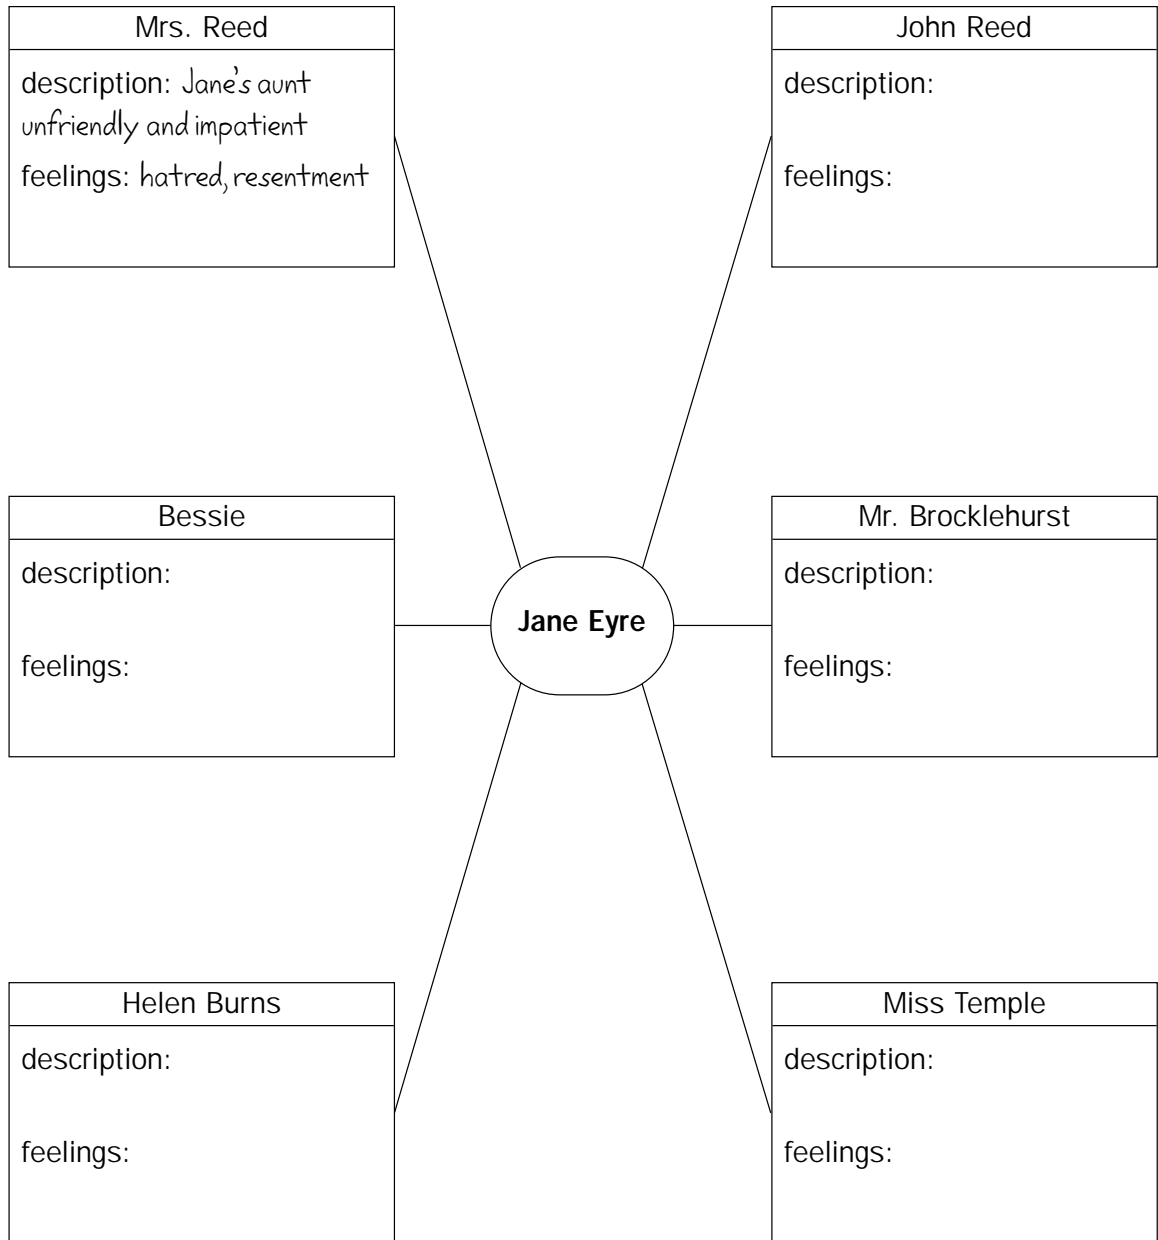 Mrs. Reed
description: Jane's aunt
unfriendly and impatient
feelings: hatred, resentment
John Reed
description:
feelings:
Bessie
description:
feelings:
Jane Eyre
Mr. Brocklehurst
description:
feelings:
Helen Burns
description:
feelings:
Miss Temple
description:
feelings: